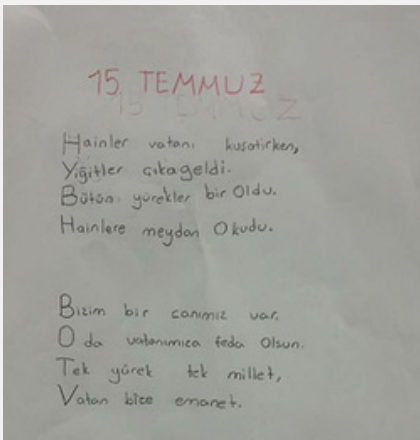 15 TEMMUZ
Hainler vatanı kuşatırken,
Yiğitler çıkageldi.
Bütün yürekler bir Oldu.
Hainlere meydan Okudu.
Bizim bir canımız var.
O da vatanımıza feda Olsun.
Tek yürek tek millet,
Vatan bize emanet.